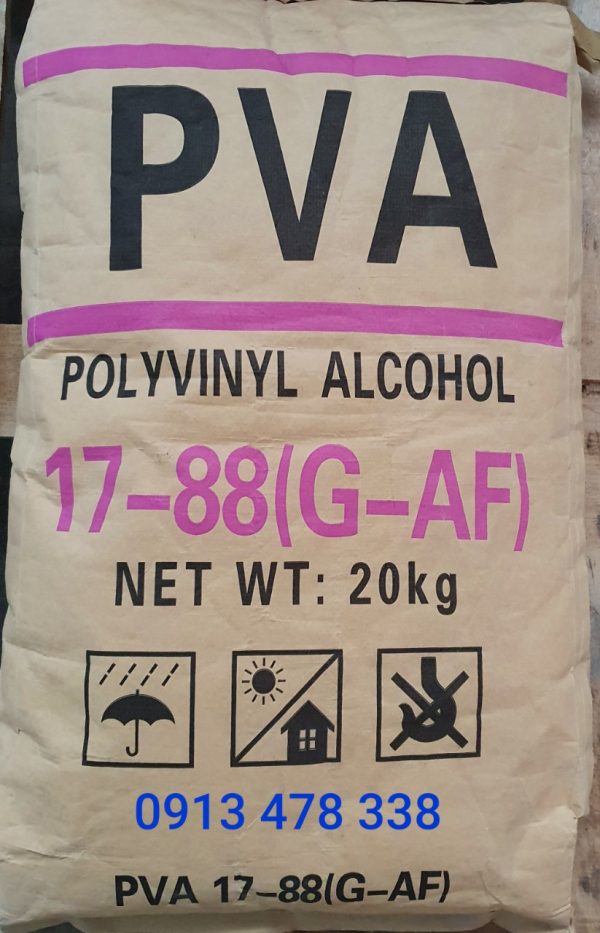 PVA
POLYVINYL ALCOHOL
17-88(G-AF)
NET WT: 20kg
0913 478 338
PVA 17-88(G-AF)